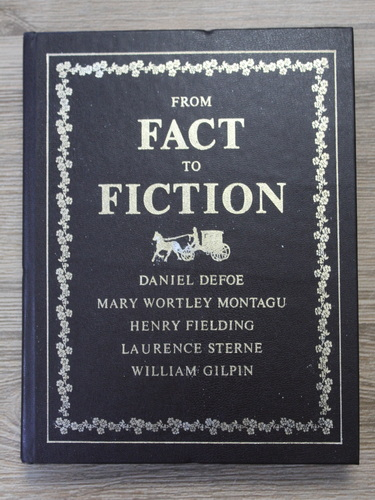 FROM
FACT
TO
FICTION
DANIEL DEFOE
MARY WORTLEY MONTAGU
HENRY FIELDING
LAURENCE STERNE
WILLIAM GILPIN